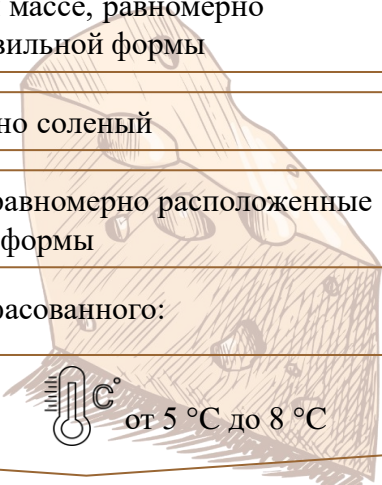 массе, равномерно
вильной формы
но соленый
равномерно расположенные
формы
расованного:
C°
от 5 °C до 8 °C